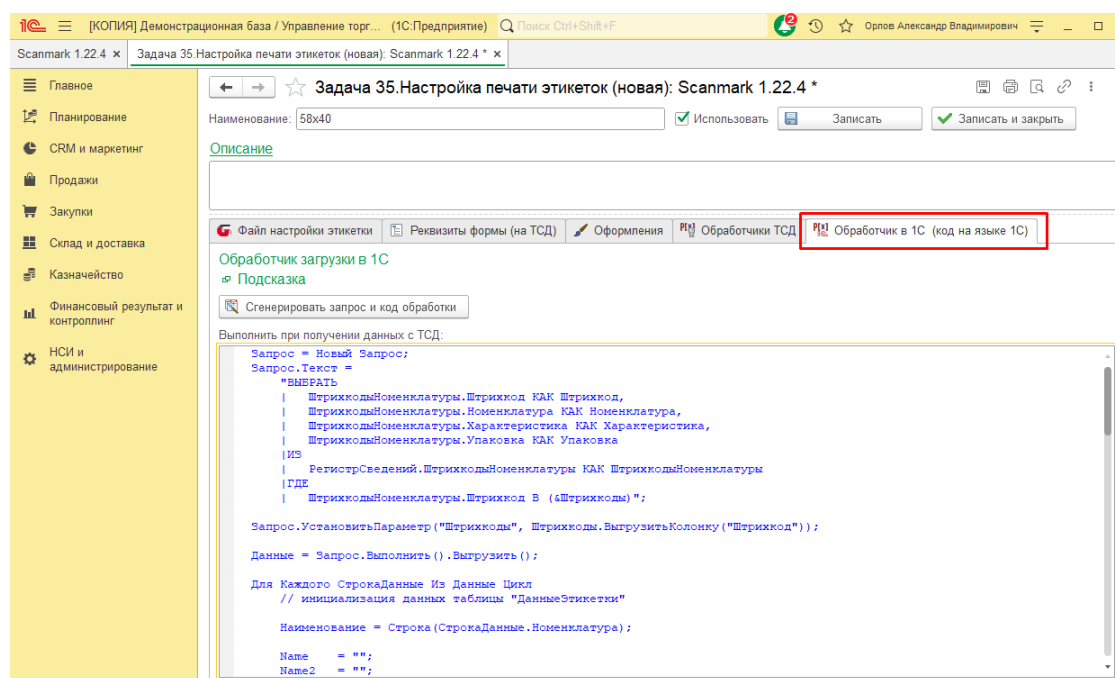 1С [КОПИЯ] Демонстрационная база / Управление торг... (1С:Предприятие) Поиск Ctrl+Shift+F 2 Орлов Александр Владимирович
Scanmark 1.22.4 × Задача 35.Настройка печати этикеток (новая): Scanmark 1.22.4 * ×
Главное
Планирование
CRM и маркетинг
Продажи
Закупки
Склад и доставка
Казначейство
Финансовый результат и
контроллинг
НСИ и
администрирование
Задача 35.Настройка печати этикеток (новая): Scanmark 1.22.4 *
Наименование: 58x40 Использовать Записать Записать и закрыть
Описание
Файл настройки этикетки Реквизиты формы (на ТСД) Оформления P[x] Обработчики ТСД P[x] Обработчик в 1С (код на языке 1С)
Обработчик загрузки в 1С
Подсказка
Сгенерировать запрос и код обработки
Выполнить при получении данных с ТСД:
Запрос = Новый Запрос;
Запрос.Текст =
"ВЫБРАТЬ
| ШтрихкодыНоменклатуры.Штрихкод КАК Штрихкод,
| ШтрихкодыНоменклатуры.Номенклатура КАК Номенклатура,
| ШтрихкодыНоменклатуры.Характеристика КАК Характеристика,
| ШтрихкодыНоменклатуры.Упаковка КАК Упаковка
|ИЗ
| РегистрСведений.ШтрихкодыНоменклатуры КАК ШтрихкодыНоменклатуры
|ГДЕ
| ШтрихкодыНоменклатуры.Штрихкод В (&Штрихкоды)";
Запрос.УстановитьПараметр("Штрихкоды", Штрихкоды.ВыгрузитьКолонку("Штрихкод"));
Данные = Запрос.Выполнить().Выгрузить();
Для Каждого СтрокаДанные Из Данные Цикл
// инициализация данных таблицы "ДанныеЭтикетки"
Наименование = Строка(СтрокаДанные.Номенклатура);
Name = "";
Name2 = "";